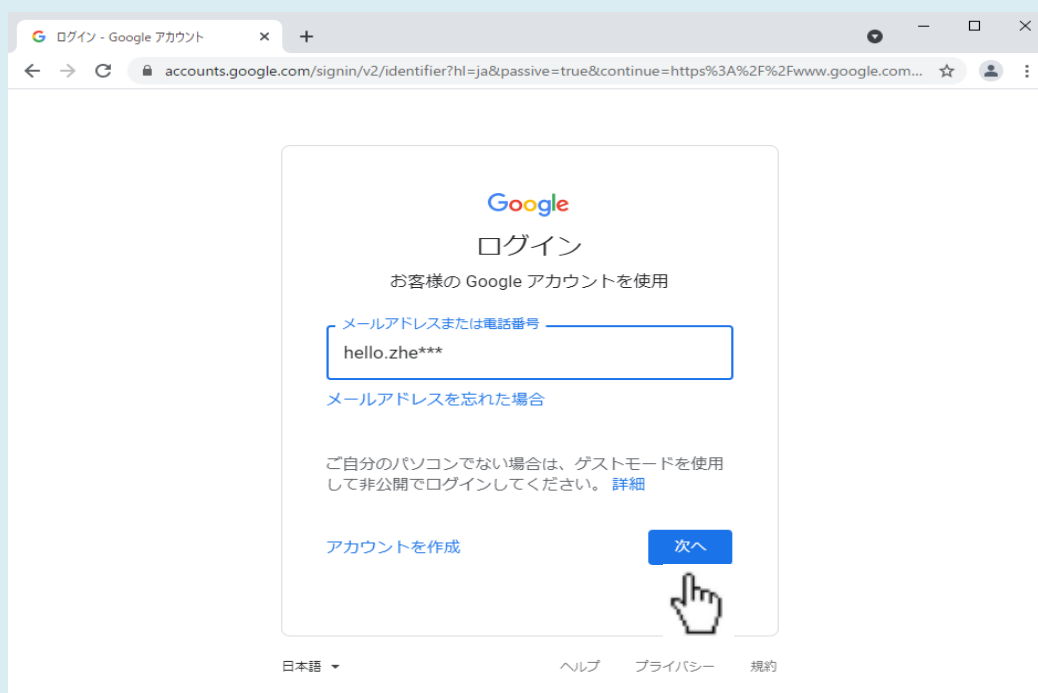 ログイン - Google アカウント
accounts.google.com/signin/v2/identifier?hl=ja&passive=true&continue=https%3A%2F%2Fwww.google.com...
Google
ログイン
お客様の Google アカウントを使用
メールアドレスまたは電話番号
hello.zhe***
メールアドレスを忘れた場合
ご自分のパソコンでない場合は、ゲストモードを使用
して非公開でログインしてください。 詳細
アカウントを作成 次へ
日本語 ヘルプ プライバシー 規約